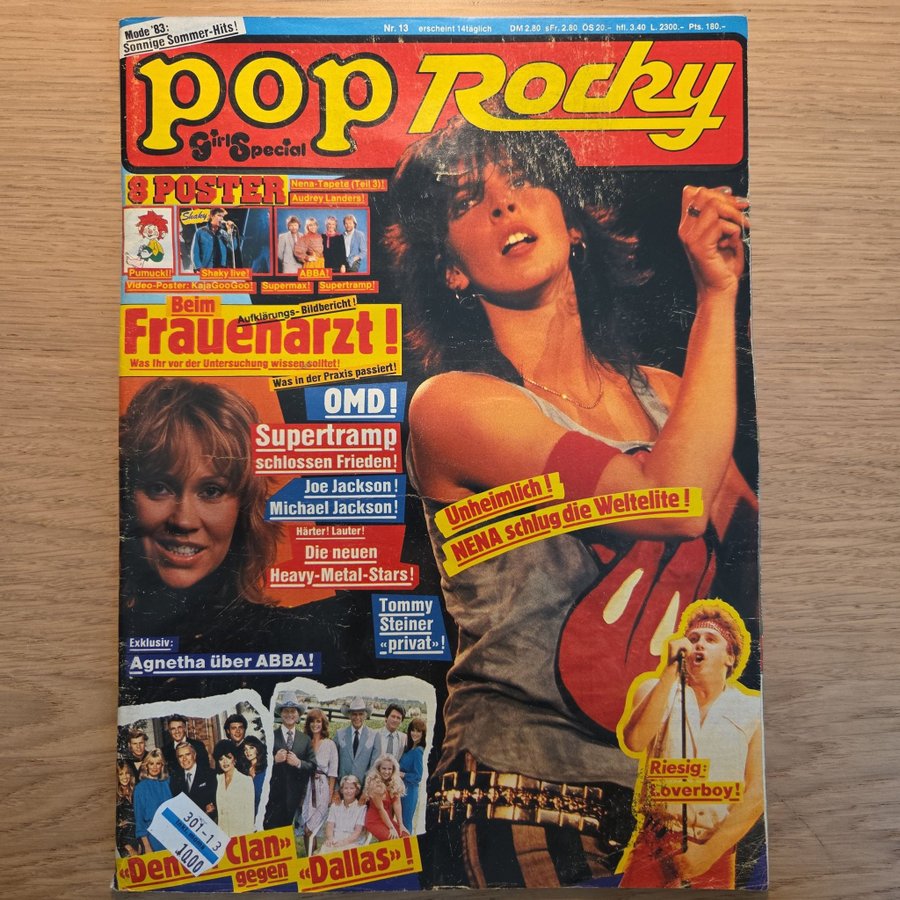 Mode '83:
Sonnige Sommer-Hits!
Nr. 13 erscheint 14täglich DM 2,80 sFr. 2.80 ÖS 20.- hfl. 3.40 L. 2300.- Pts. 180.-
pop Rocky
Girl Special
8 POSTER
Nena-Tapete (Teil 3)!
Audrey Landers!
Shaky
Pumuckl! Shaky live! ABBA!
Video-Poster: KajaGooGoo! Supermax! Supertramp!
Beim
Aufklärungs-Bildbericht!
Frauenarzt!
Was Ihr vor der Untersuchung wissen solltet!
Was in der Praxis passiert!
OMD!
Supertramp
schlossen Frieden!
Joe Jackson!
Michael Jackson!
Härter! Lauter!
Die neuen
Heavy-Metal-Stars!
Unheimlich!
NENA schlug die Weltelite!
Tommy
Steiner
«privat»!
Exklusiv:
Agnetha über ABBA!
Riesig:
Loverboy!
301-13
1000
Clan»
gegen «Dallas»!